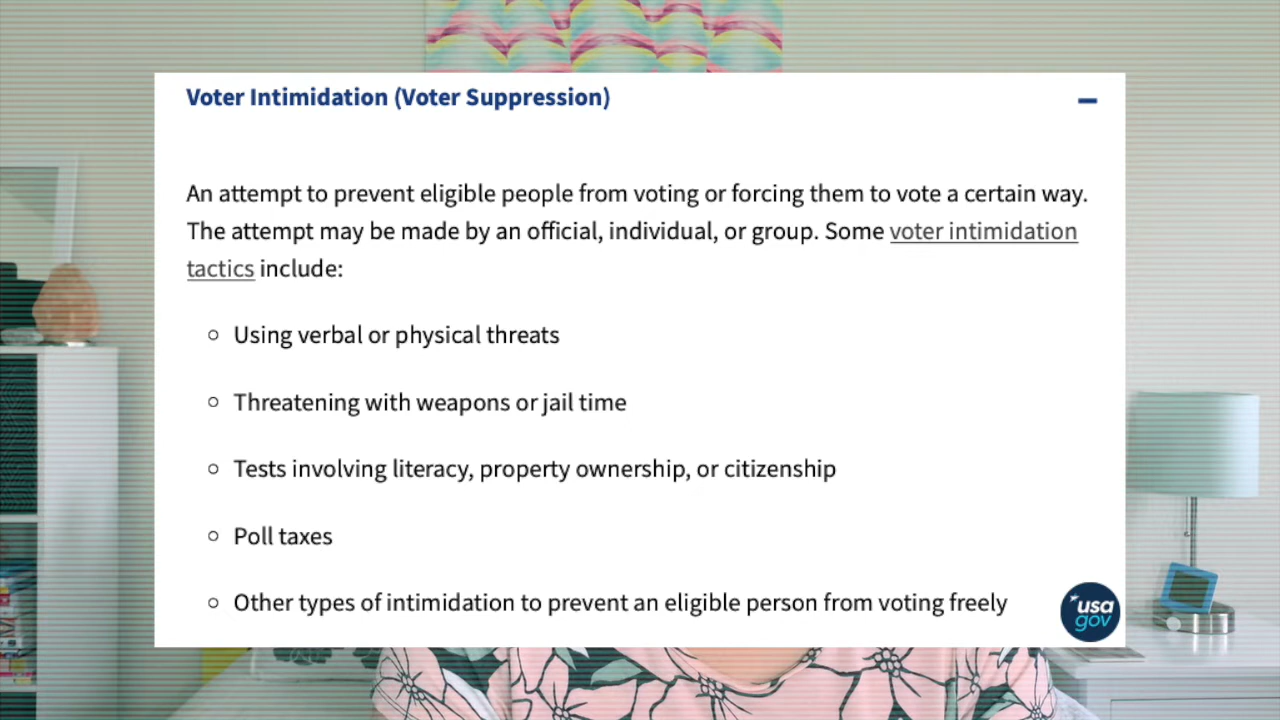 Voter Intimidation (Voter Suppression)
An attempt to prevent eligible people from voting or forcing them to vote a certain way.
The attempt may be made by an official, individual, or group. Some voter intimidation
tactics include:
Using verbal or physical threats
Threatening with weapons or jail time
Tests involving literacy, property ownership, or citizenship
Poll taxes
Other types of intimidation to prevent an eligible person from voting freely
usa
gov